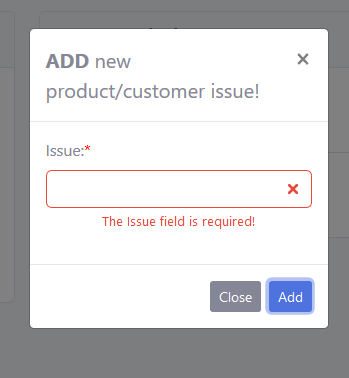 ADD new
product/customer issue!
Issue:*
The Issue field is required!
Close Add